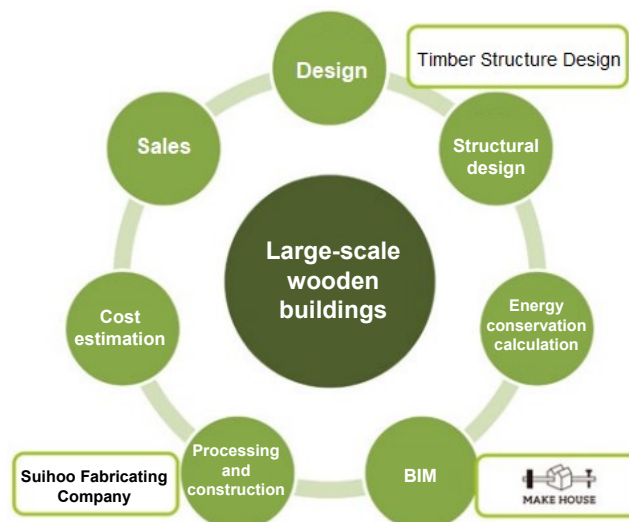 Design
Timber Structure Design
Sales
Structural
design
Large-scale
wooden
buildings
Cost
estimation
Energy
conservation
calculation
Processing
and
construction
BIM
Suihoo Fabricating
Company
MAKE HOUSE